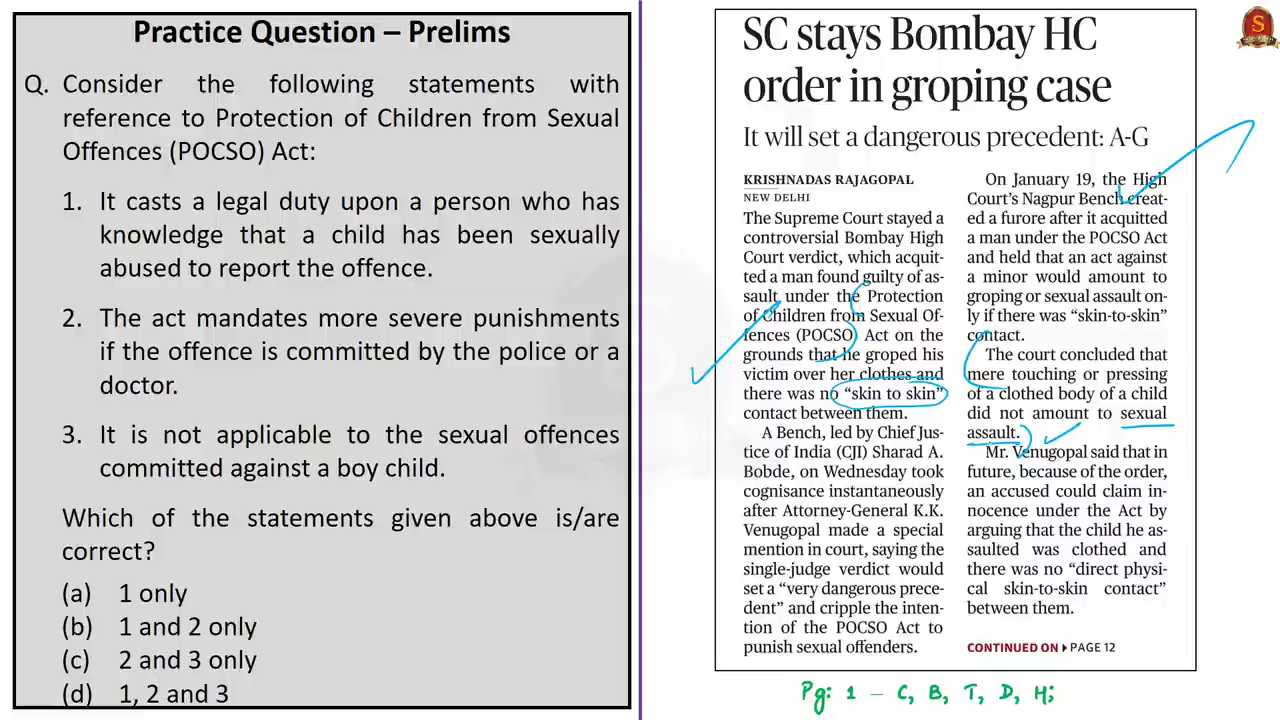 Practice Question – Prelims
Q. Consider the following statements with
reference to Protection of Children from Sexual
Offences (POCSO) Act:
1. It casts a legal duty upon a person who has
knowledge that a child has been sexually
abused to report the offence.
2. The act mandates more severe punishments
if the offence is committed by the police or a
doctor.
3. It is not applicable to the sexual offences
committed against a boy child.
Which of the statements given above is/are
correct?
(a) 1 only
(b) 1 and 2 only
(c) 2 and 3 only
(d) 1, 2 and 3
SC stays Bombay HC
order in groping case
It will set a dangerous precedent: A-G
KRISHNADAS RAJAGOPAL
NEW DELHI
The Supreme Court stayed a
controversial Bombay High
Court verdict, which acquit-
ted a man found guilty of as-
sault under the Protection
of Children from Sexual Of-
fences (POCSO) Act on the
grounds that he groped his
victim over her clothes and
there was no “skin to skin”
contact between them.
A Bench, led by Chief Jus-
tice of India (CJI) Sharad A.
Bobde, on Wednesday took
cognisance instantaneously
after Attorney-General K.K.
Venugopal made a special
mention in court, saying the
single-judge verdict would
set a “very dangerous prece-
dent” and cripple the inten-
tion of the POCSO Act to
punish sexual offenders.
On January 19, the High
Court’s Nagpur Bench creat-
ed a furore after it acquitted
a man under the POCSO Act
and held that an act against
a minor would amount to
groping or sexual assault on-
ly if there was “skin-to-skin”
contact.
The court concluded that
mere touching or pressing
of a clothed body of a child
did not amount to sexual
assault.
Mr. Venugopal said that in
future, because of the order,
an accused could claim in-
nocence under the Act by
arguing that the child he as-
saulted was clothed and
there was no “direct physi-
cal skin-to-skin contact”
between them.
CONTINUED ON PAGE 12
Pg: 1 – C, B, T, D, H;
S